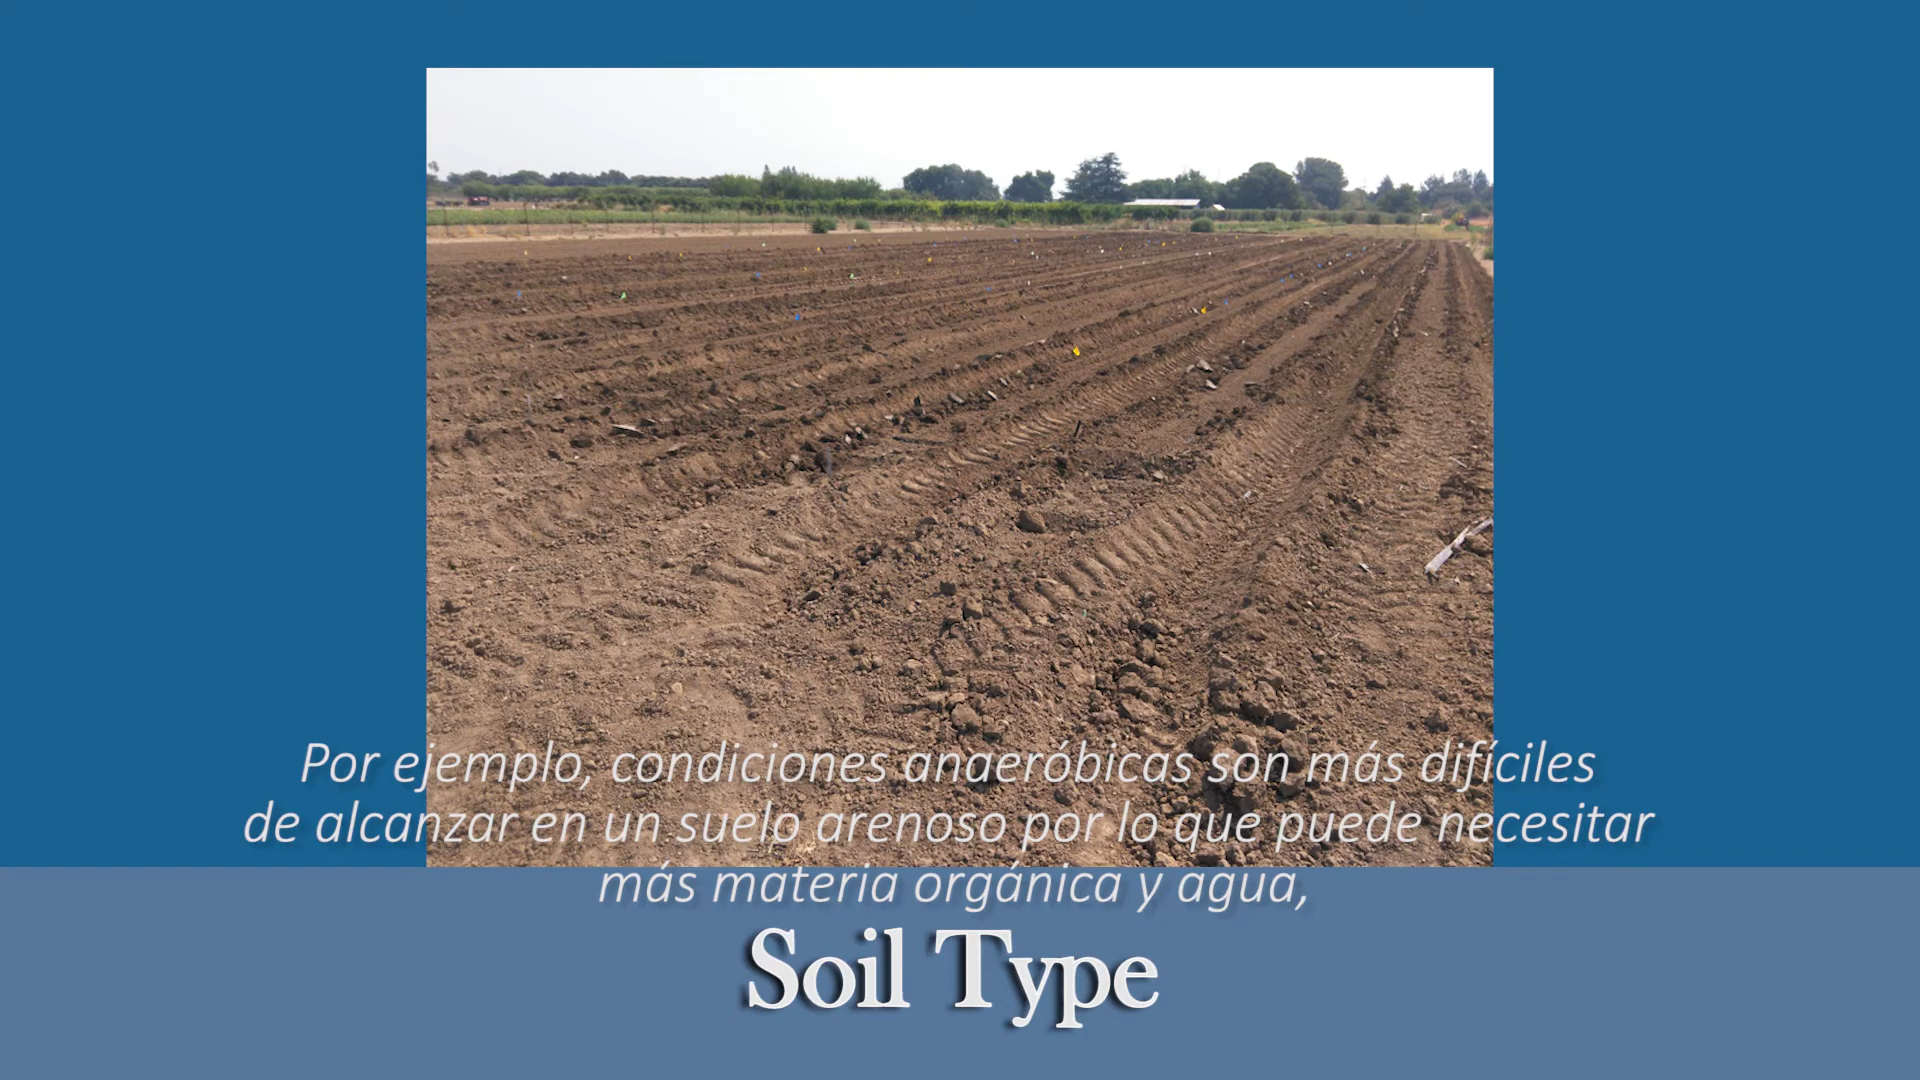 Por ejemplo, condiciones anaeróbicas son más difíciles
de alcanzar en un suelo arenoso por lo que puede necesitar
más materia orgánica y agua,
Soil Type